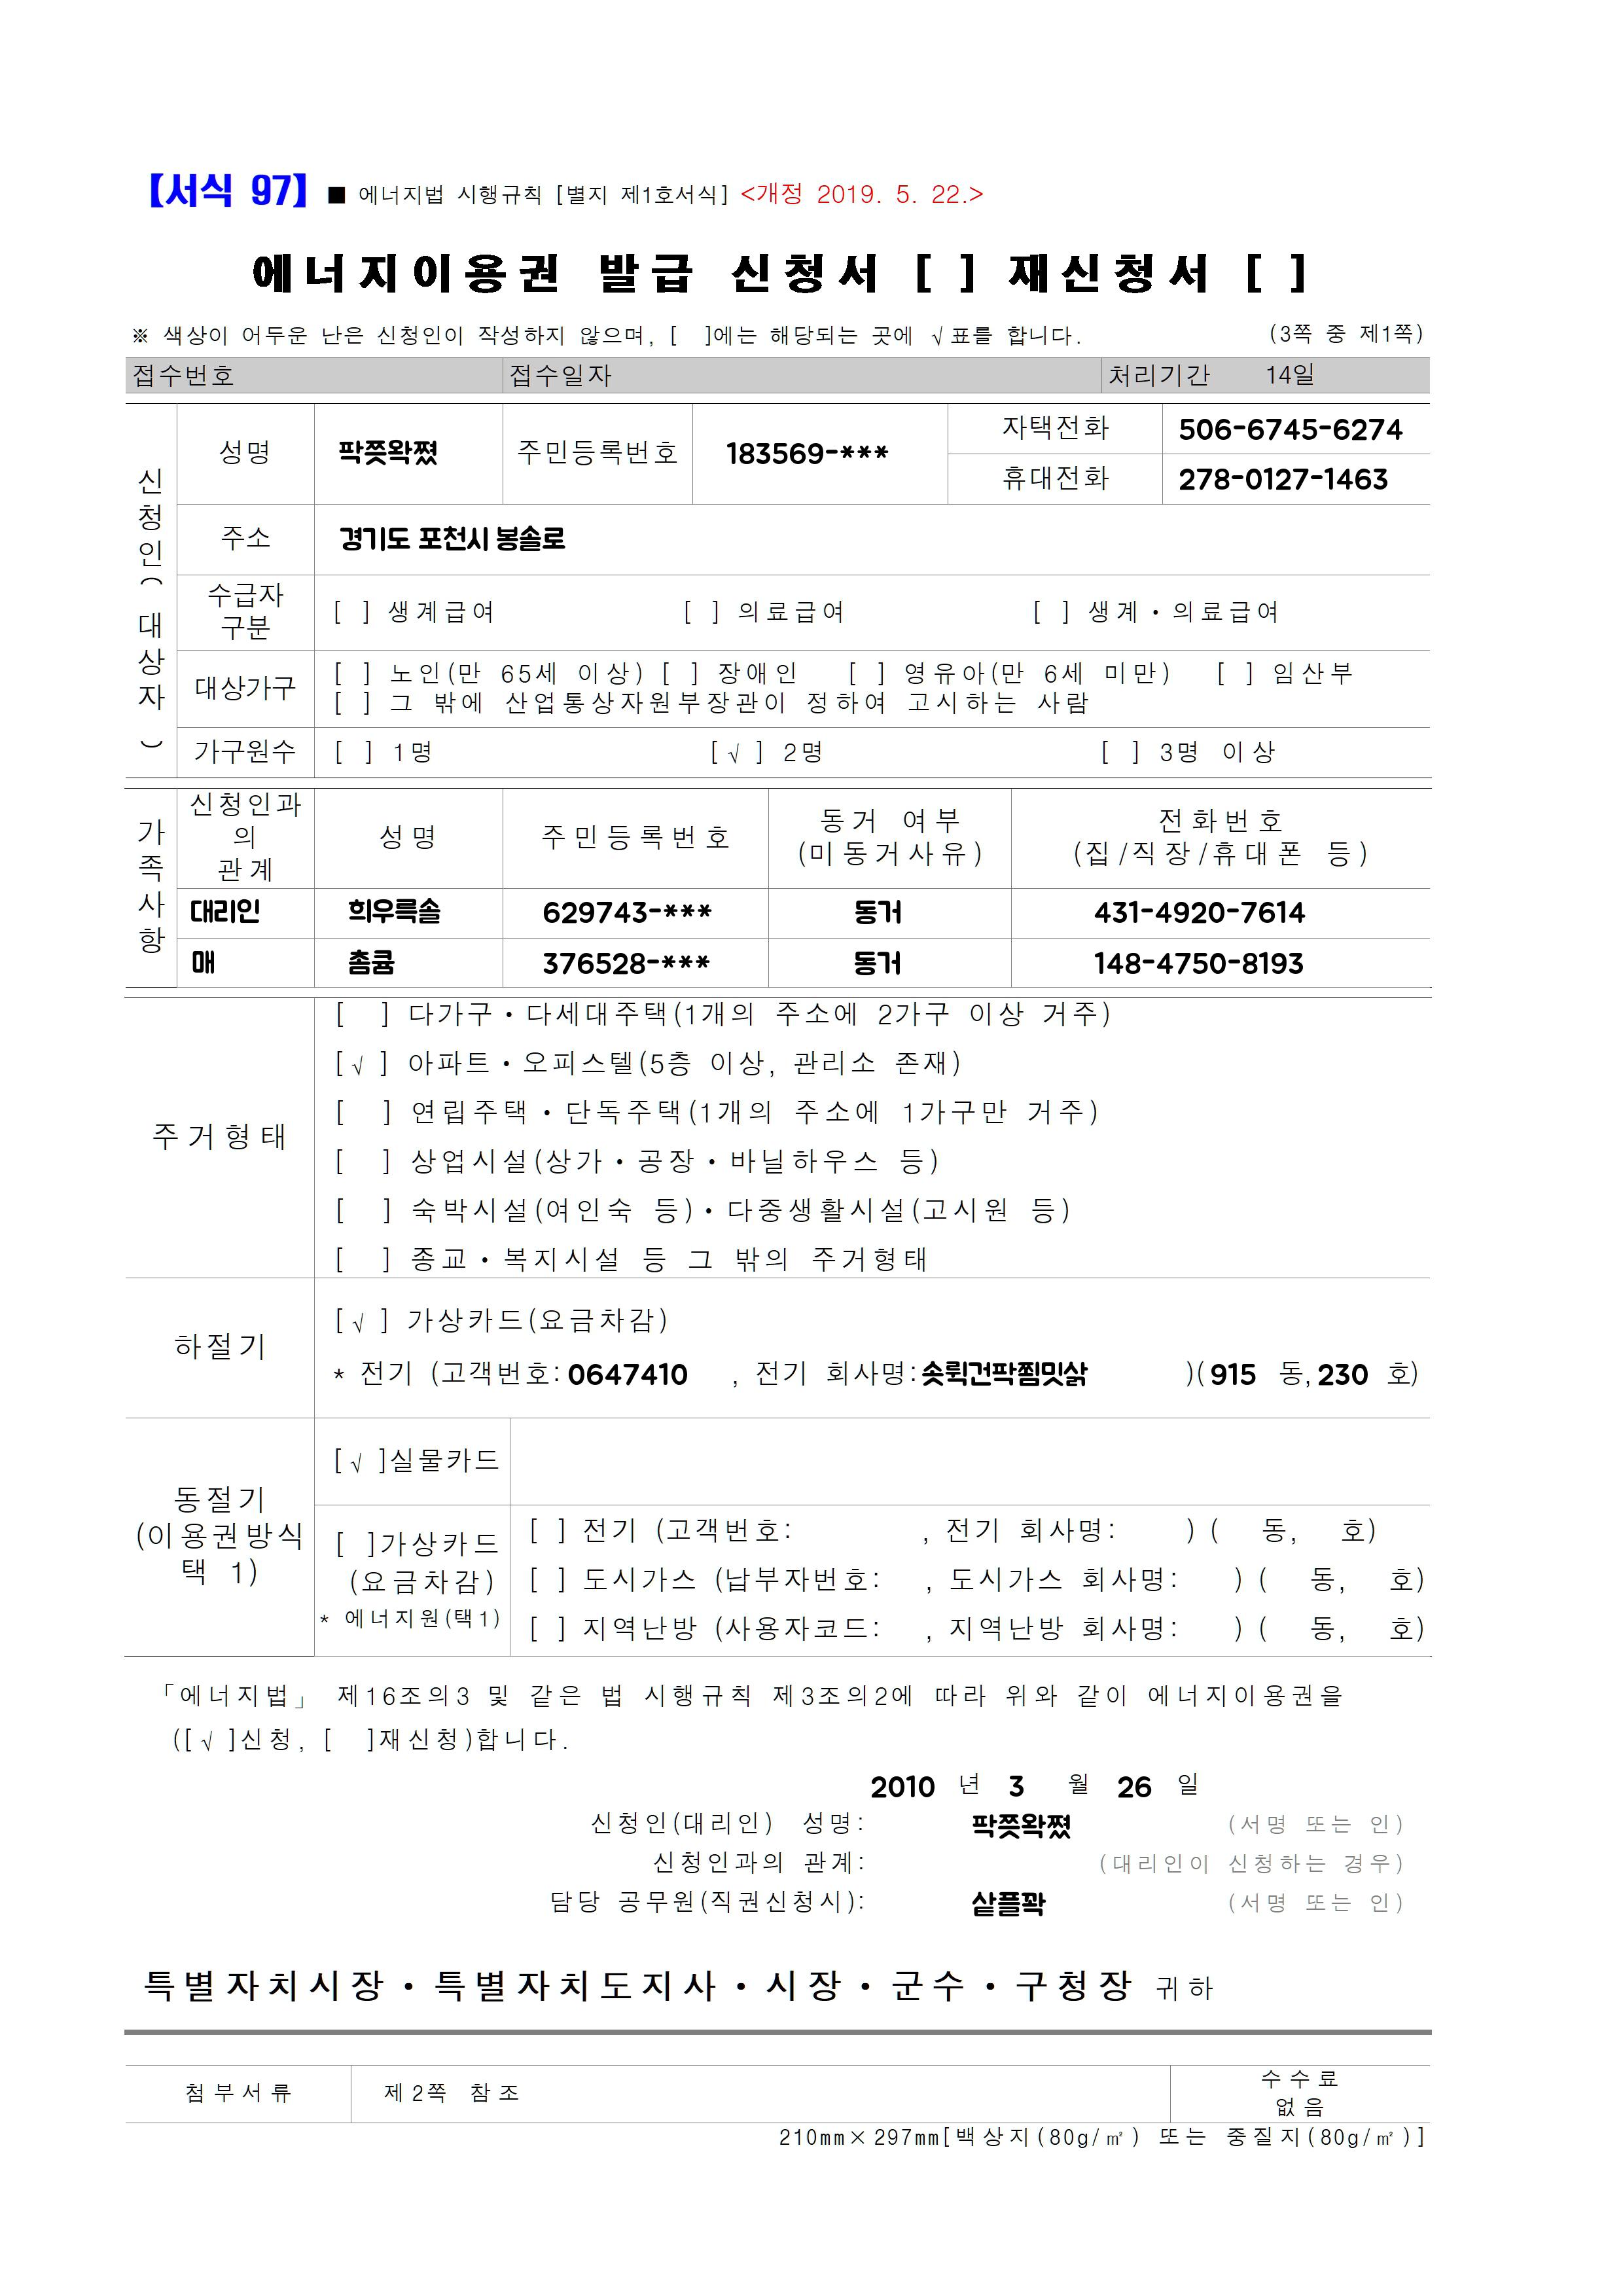 【서식 97】 ■ 에너지법 시행규칙 [별지 제1호서식] <개정 2019. 5. 22.>
에너지이용권 발급 신청서 [ ] 재신청서 [ ]
※ 색상이 어두운 난은 신청인이 작성하지 않으며, [ ]에는 해당되는 곳에 √표를 합니다. (3쪽 중 제1쪽)
접수번호 접수일자 처리기간 14일
신청인(대상자)
성명 팍쯧왁쪘 주민등록번호 183569-*** 자택전화 506-6745-6274
휴대전화 278-0127-1463
주소 경기도 포천시 봉솔로
수급자 구분 [ ] 생계급여 [ ] 의료급여 [ ] 생계·의료급여
대상가구 [ ] 노인(만 65세 이상) [ ] 장애인 [ ] 영유아(만 6세 미만) [ ] 임산부
[ ] 그 밖에 산업통상자원부장관이 정하여 고시하는 사람
가구원수 [ ] 1명 [√] 2명 [ ] 3명 이상
가족사항
신청인과의 관계 성명 주민등록번호 동거 여부 (미동거사유) 전화번호 (집/직장/휴대폰 등)
대리인 희우륵솔 629743-*** 동거 431-4920-7614
매 촘큠 376528-*** 동거 148-4750-8193
주거형태
[ ] 다가구·다세대주택(1개의 주소에 2가구 이상 거주)
[√] 아파트·오피스텔(5층 이상, 관리소 존재)
[ ] 연립주택·단독주택(1개의 주소에 1가구만 거주)
[ ] 상업시설(상가·공장·바닐하우스 등)
[ ] 숙박시설(여인숙 등)·다중생활시설(고시원 등)
[ ] 종교·복지시설 등 그 밖의 주거형태
하절기
[√] 가상카드(요금차감)
* 전기 (고객번호: 0647410 , 전기 회사명: 솟뤽건팍쬠밋삵 )( 915 동, 230 호)
동절기
(이용권방식 택 1)
[√]실물카드
[ ]가상카드
(요금차감)
* 에너지원(택1)
[ ] 전기 (고객번호: , 전기 회사명: ) ( 동, 호)
[ ] 도시가스 (납부자번호: , 도시가스 회사명: ) ( 동, 호)
[ ] 지역난방 (사용자코드: , 지역난방 회사명: ) ( 동, 호)
「에너지법」 제16조의3 및 같은 법 시행규칙 제3조의2에 따라 위와 같이 에너지이용권을
([√]신청, [ ]재신청)합니다.
2010 년 3 월 26 일
신청인(대리인) 성명: 팍쯧왁쪘 (서명 또는 인)
신청인과의 관계: (대리인이 신청하는 경우)
담당 공무원(직권신청시): 샅플꽉 (서명 또는 인)
특별자치시장·특별자치도지사·시장·군수·구청장 귀하
첨부서류 제2쪽 참조 수수료 없음
210mm×297mm[백상지(80g/㎡) 또는 중질지(80g/㎡)]